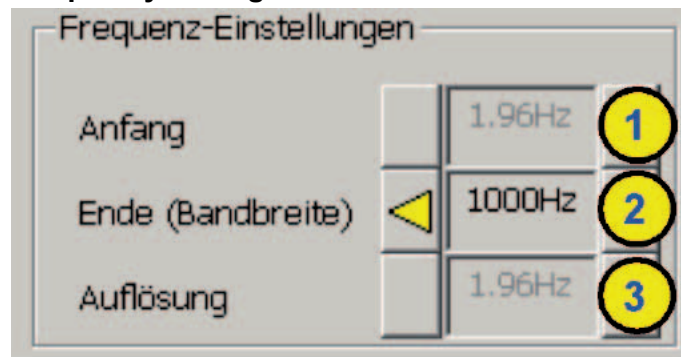 Frequenz-Einstellungen
Anfang 1.96Hz 1
Ende (Bandbreite) 1000Hz 2
Auflösung 1.96Hz 3